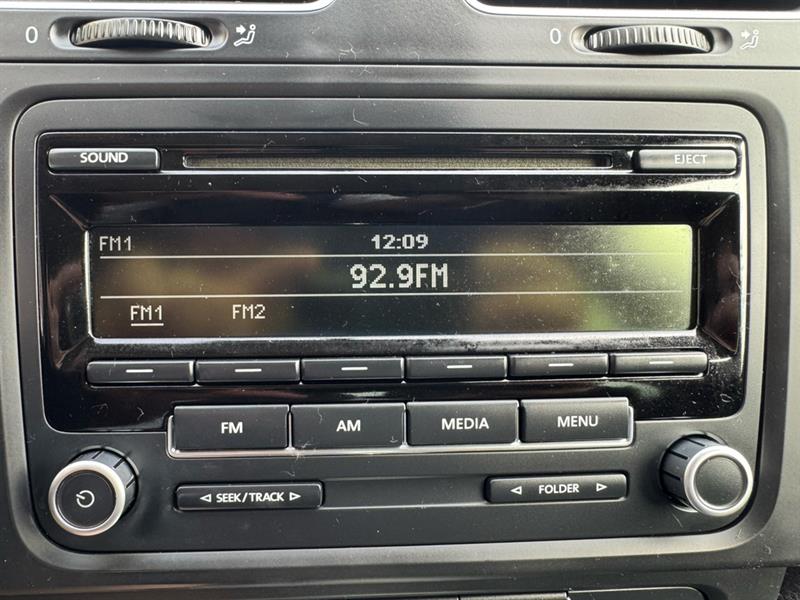 0 0
SOUND EJECT
FM1 12:09
92.9FM
FM1 FM2
FM AM MEDIA MENU
SEEK/TRACK FOLDER